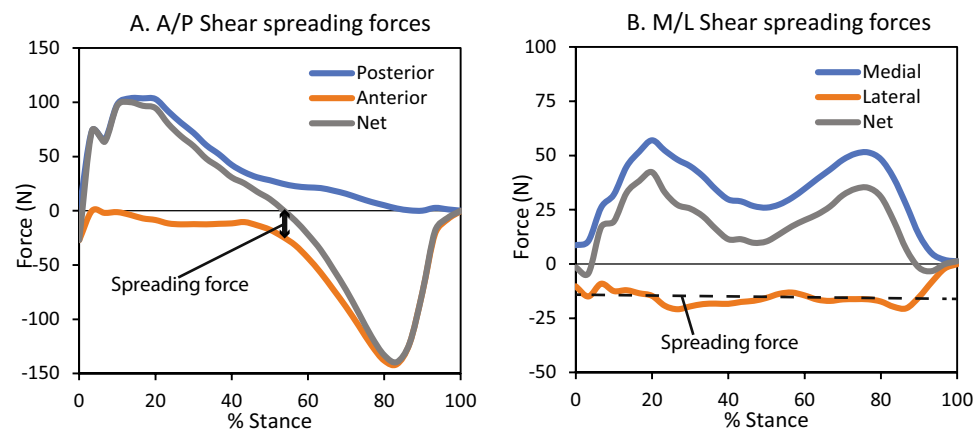 A. A/P Shear spreading forces
150
100
50
0
-50
-100
-150
Force (N)
Posterior
Anterior
Net
Spreading force
0 20 40 60 80 100
% Stance
B. M/L Shear spreading forces
100
75
50
25
0
-25
-50
Force (N)
Medial
Lateral
Net
Spreading force
0 20 40 60 80 100
% Stance